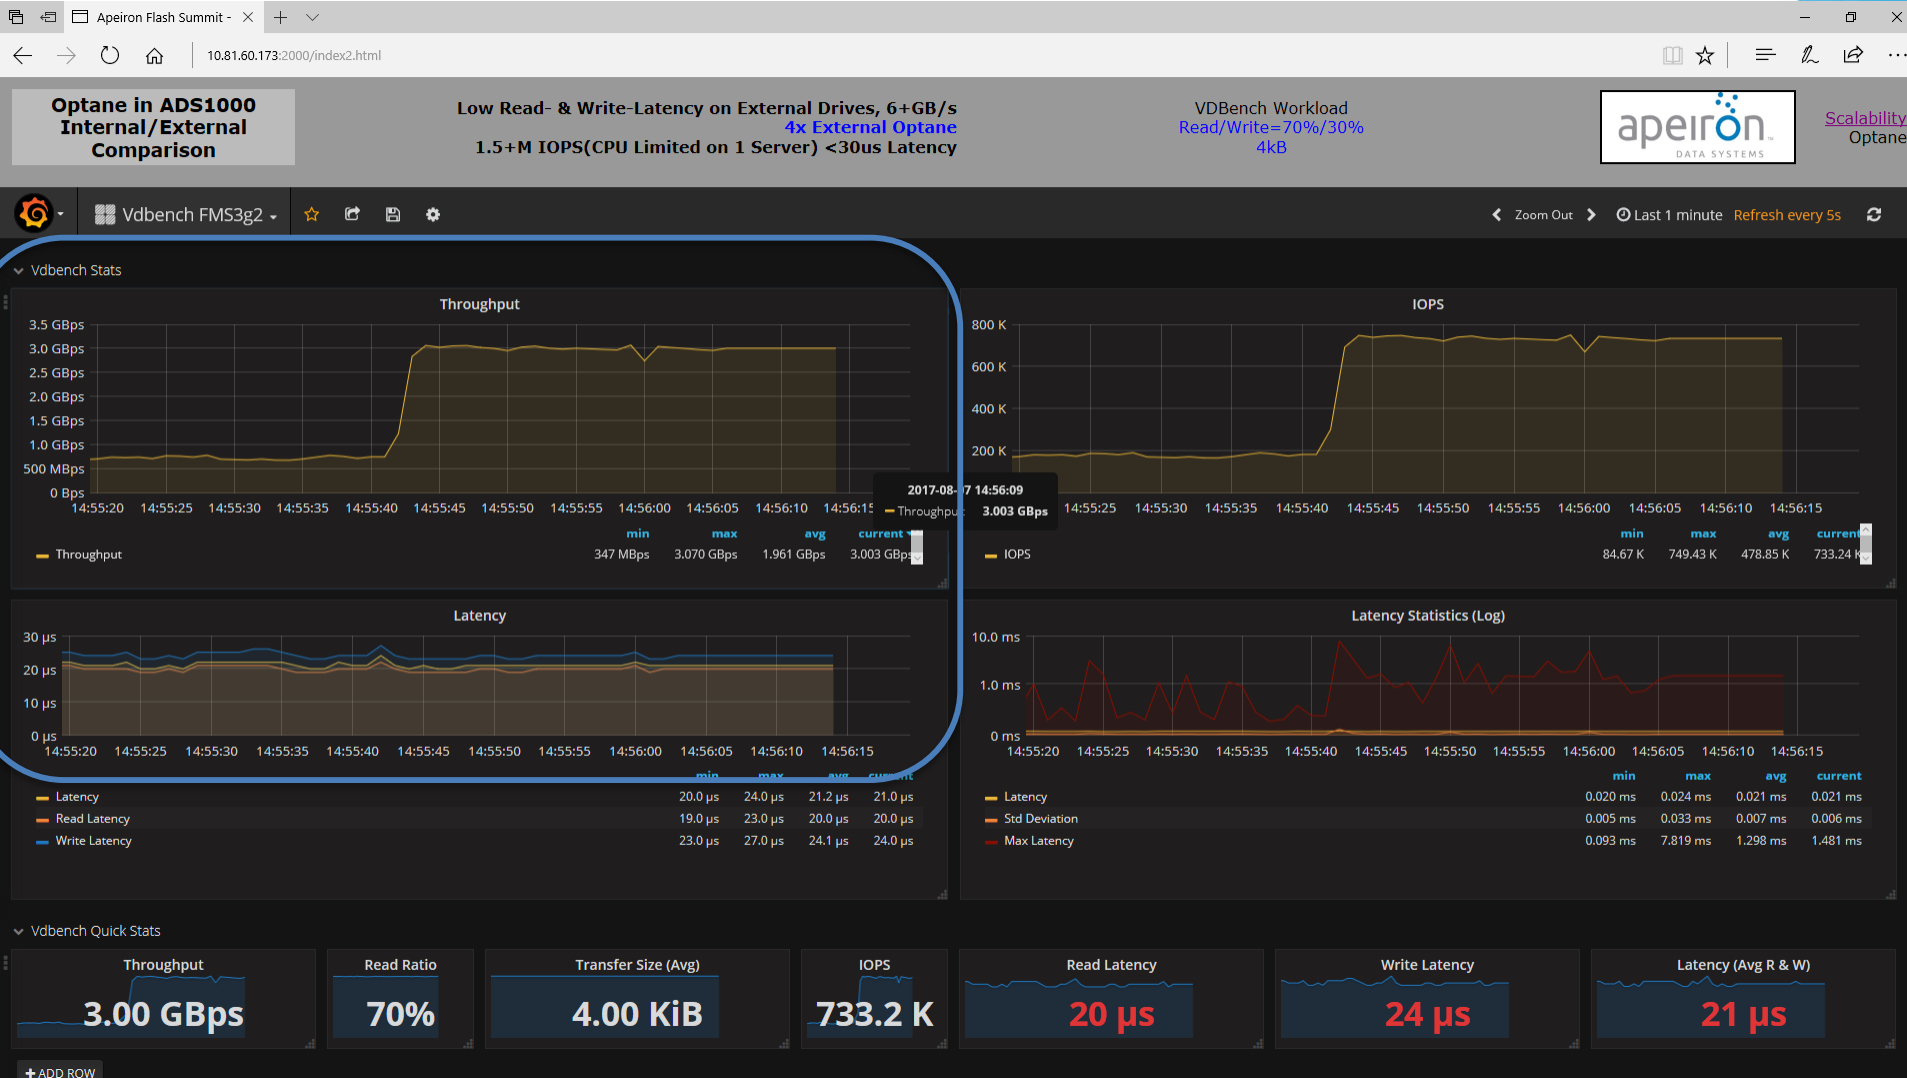 Apeiron Flash Summit -
10.81.60.173:2000/index2.html
Optane in ADS1000
Internal/External
Comparison
Low Read- & Write-Latency on External Drives, 6+GB/s
4x External Optane
1.5+M IOPS(CPU Limited on 1 Server) <30us Latency
VDBench Workload
Read/Write=70%/30%
4kB
apeiron
DATA SYSTEMS
Scalability
Optane
Vdbench FMS3g2
Zoom Out
Last 1 minute
Refresh every 5s
Vdbench Stats
Throughput
3.5 GBps
3.0 GBps
2.5 GBps
2.0 GBps
1.5 GBps
1.0 GBps
500 MBps
0 Bps
14:55:20 14:55:25 14:55:30 14:55:35 14:55:40 14:55:45 14:55:50 14:55:55 14:56:00 14:56:05 14:56:10 14:56:15
min max avg current
Throughput 347 MBps 3.070 GBps 1.961 GBps 3.003 GBps
2017-08-07 14:56:09
Throughput: 3.003 GBps
IOPS
800 K
600 K
400 K
200 K
14:55:25 14:55:30 14:55:35 14:55:40 14:55:45 14:55:50 14:55:55 14:56:00 14:56:05 14:56:10 14:56:15
min max avg current
IOPS 84.67 K 749.43 K 478.85 K 733.24 K
Latency
30 µs
20 µs
10 µs
0 µs
14:55:20 14:55:25 14:55:30 14:55:35 14:55:40 14:55:45 14:55:50 14:55:55 14:56:00 14:56:05 14:56:10 14:56:15
min max avg current
Latency 20.0 µs 24.0 µs 21.2 µs 21.0 µs
Read Latency 19.0 µs 23.0 µs 20.0 µs 20.0 µs
Write Latency 23.0 µs 27.0 µs 24.1 µs 24.0 µs
Latency Statistics (Log)
10.0 ms
1.0 ms
0 ms
14:55:20 14:55:25 14:55:30 14:55:35 14:55:40 14:55:45 14:55:50 14:55:55 14:56:00 14:56:05 14:56:10 14:56:15
min max avg current
Latency 0.020 ms 0.024 ms 0.021 ms 0.021 ms
Std Deviation 0.005 ms 0.033 ms 0.007 ms 0.006 ms
Max Latency 0.093 ms 7.819 ms 1.298 ms 1.481 ms
Vdbench Quick Stats
Throughput
3.00 GBps
Read Ratio
70%
Transfer Size (Avg)
4.00 KiB
IOPS
733.2 K
Read Latency
20 µs
Write Latency
24 µs
Latency (Avg R & W)
21 µs
ADD ROW